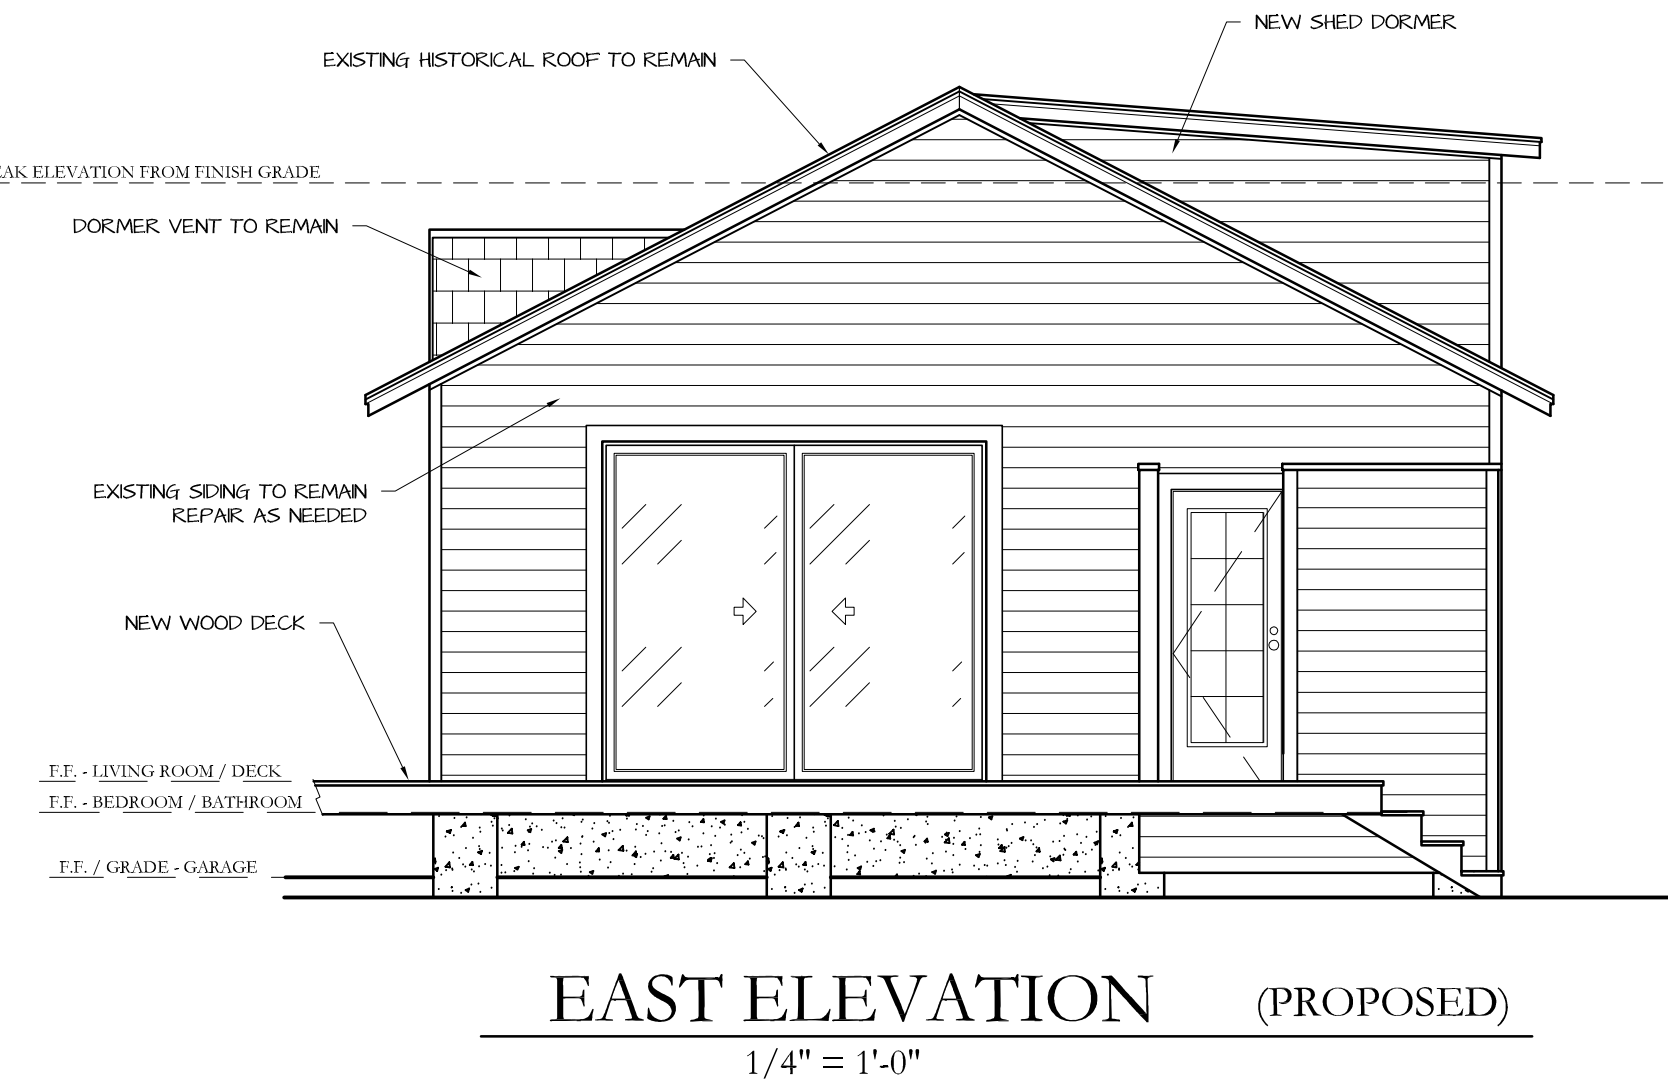 NEW SHED DORMER
EXISTING HISTORICAL ROOF TO REMAIN
ELEVATION FROM FINISH GRADE
DORMER VENT TO REMAIN
EXISTING SIDING TO REMAIN
REPAIR AS NEEDED
NEW WOOD DECK
F.F. - LIVING ROOM / DECK
F.F. - BEDROOM / BATHROOM
F.F. / GRADE - GARAGE
EAST ELEVATION (PROPOSED)
1/4" = 1'-0"